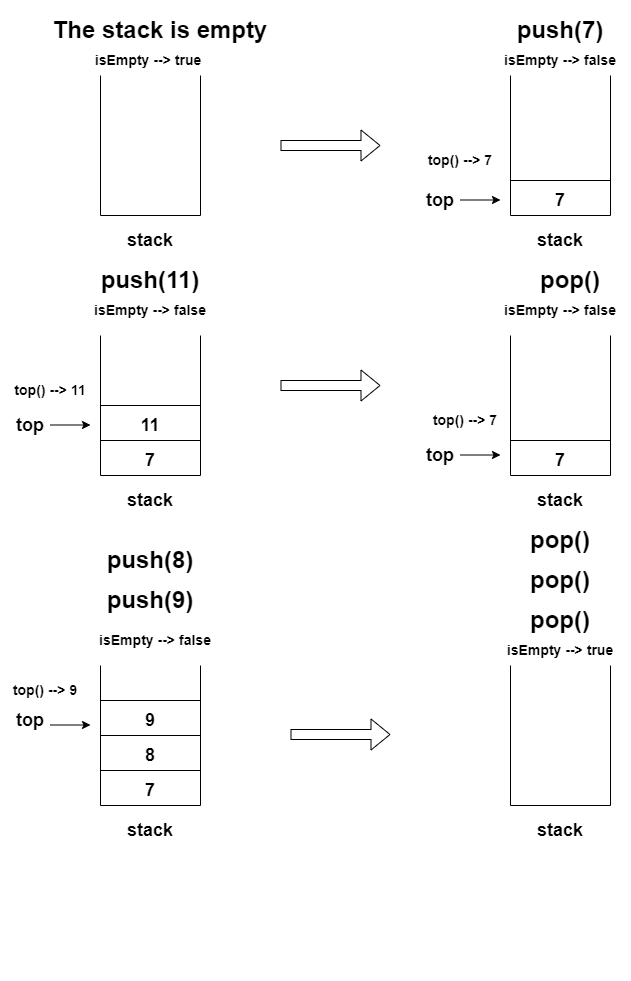 The stack is empty
isEmpty --> true
stack
push(7)
isEmpty --> false
top() --> 7
top
7
stack
push(11)
isEmpty --> false
top() --> 11
top
11
7
stack
pop()
isEmpty --> false
top() --> 7
top
7
stack
push(8)
push(9)
isEmpty --> false
top() --> 9
top
9
8
7
stack
pop()
pop()
pop()
isEmpty --> true
stack